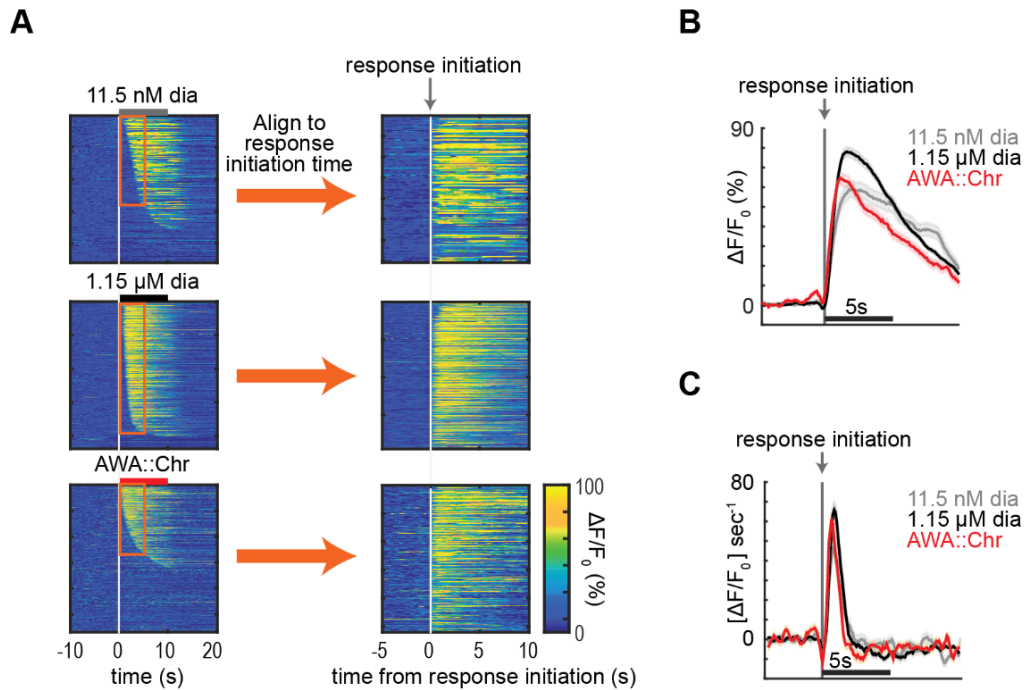 A
11.5 nM dia
Align to
response
initiation time
response initiation
1.15 µM dia
AWA::Chr
100
ΔF/F0 (%)
0
-10 0 10 20
time (s)
-5 0 5 10
time from response initiation (s)
B
response initiation
90
ΔF/F0 (%)
0
11.5 nM dia
1.15 µM dia
AWA::Chr
5s
C
response initiation
80
[ΔF/F0] sec-1
0
11.5 nM dia
1.15 µM dia
AWA::Chr
5s